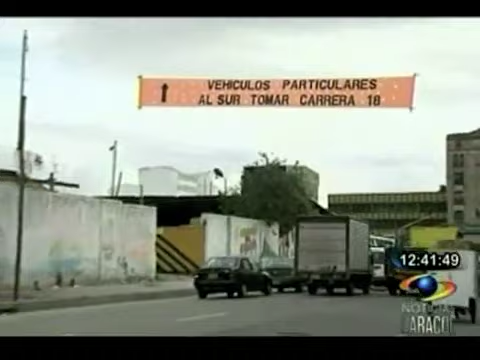 VEHICULOS PARTICULARES
AL SUR TOMAR CARRERA 18
12:41:49
NOTICIAS
CARACOL